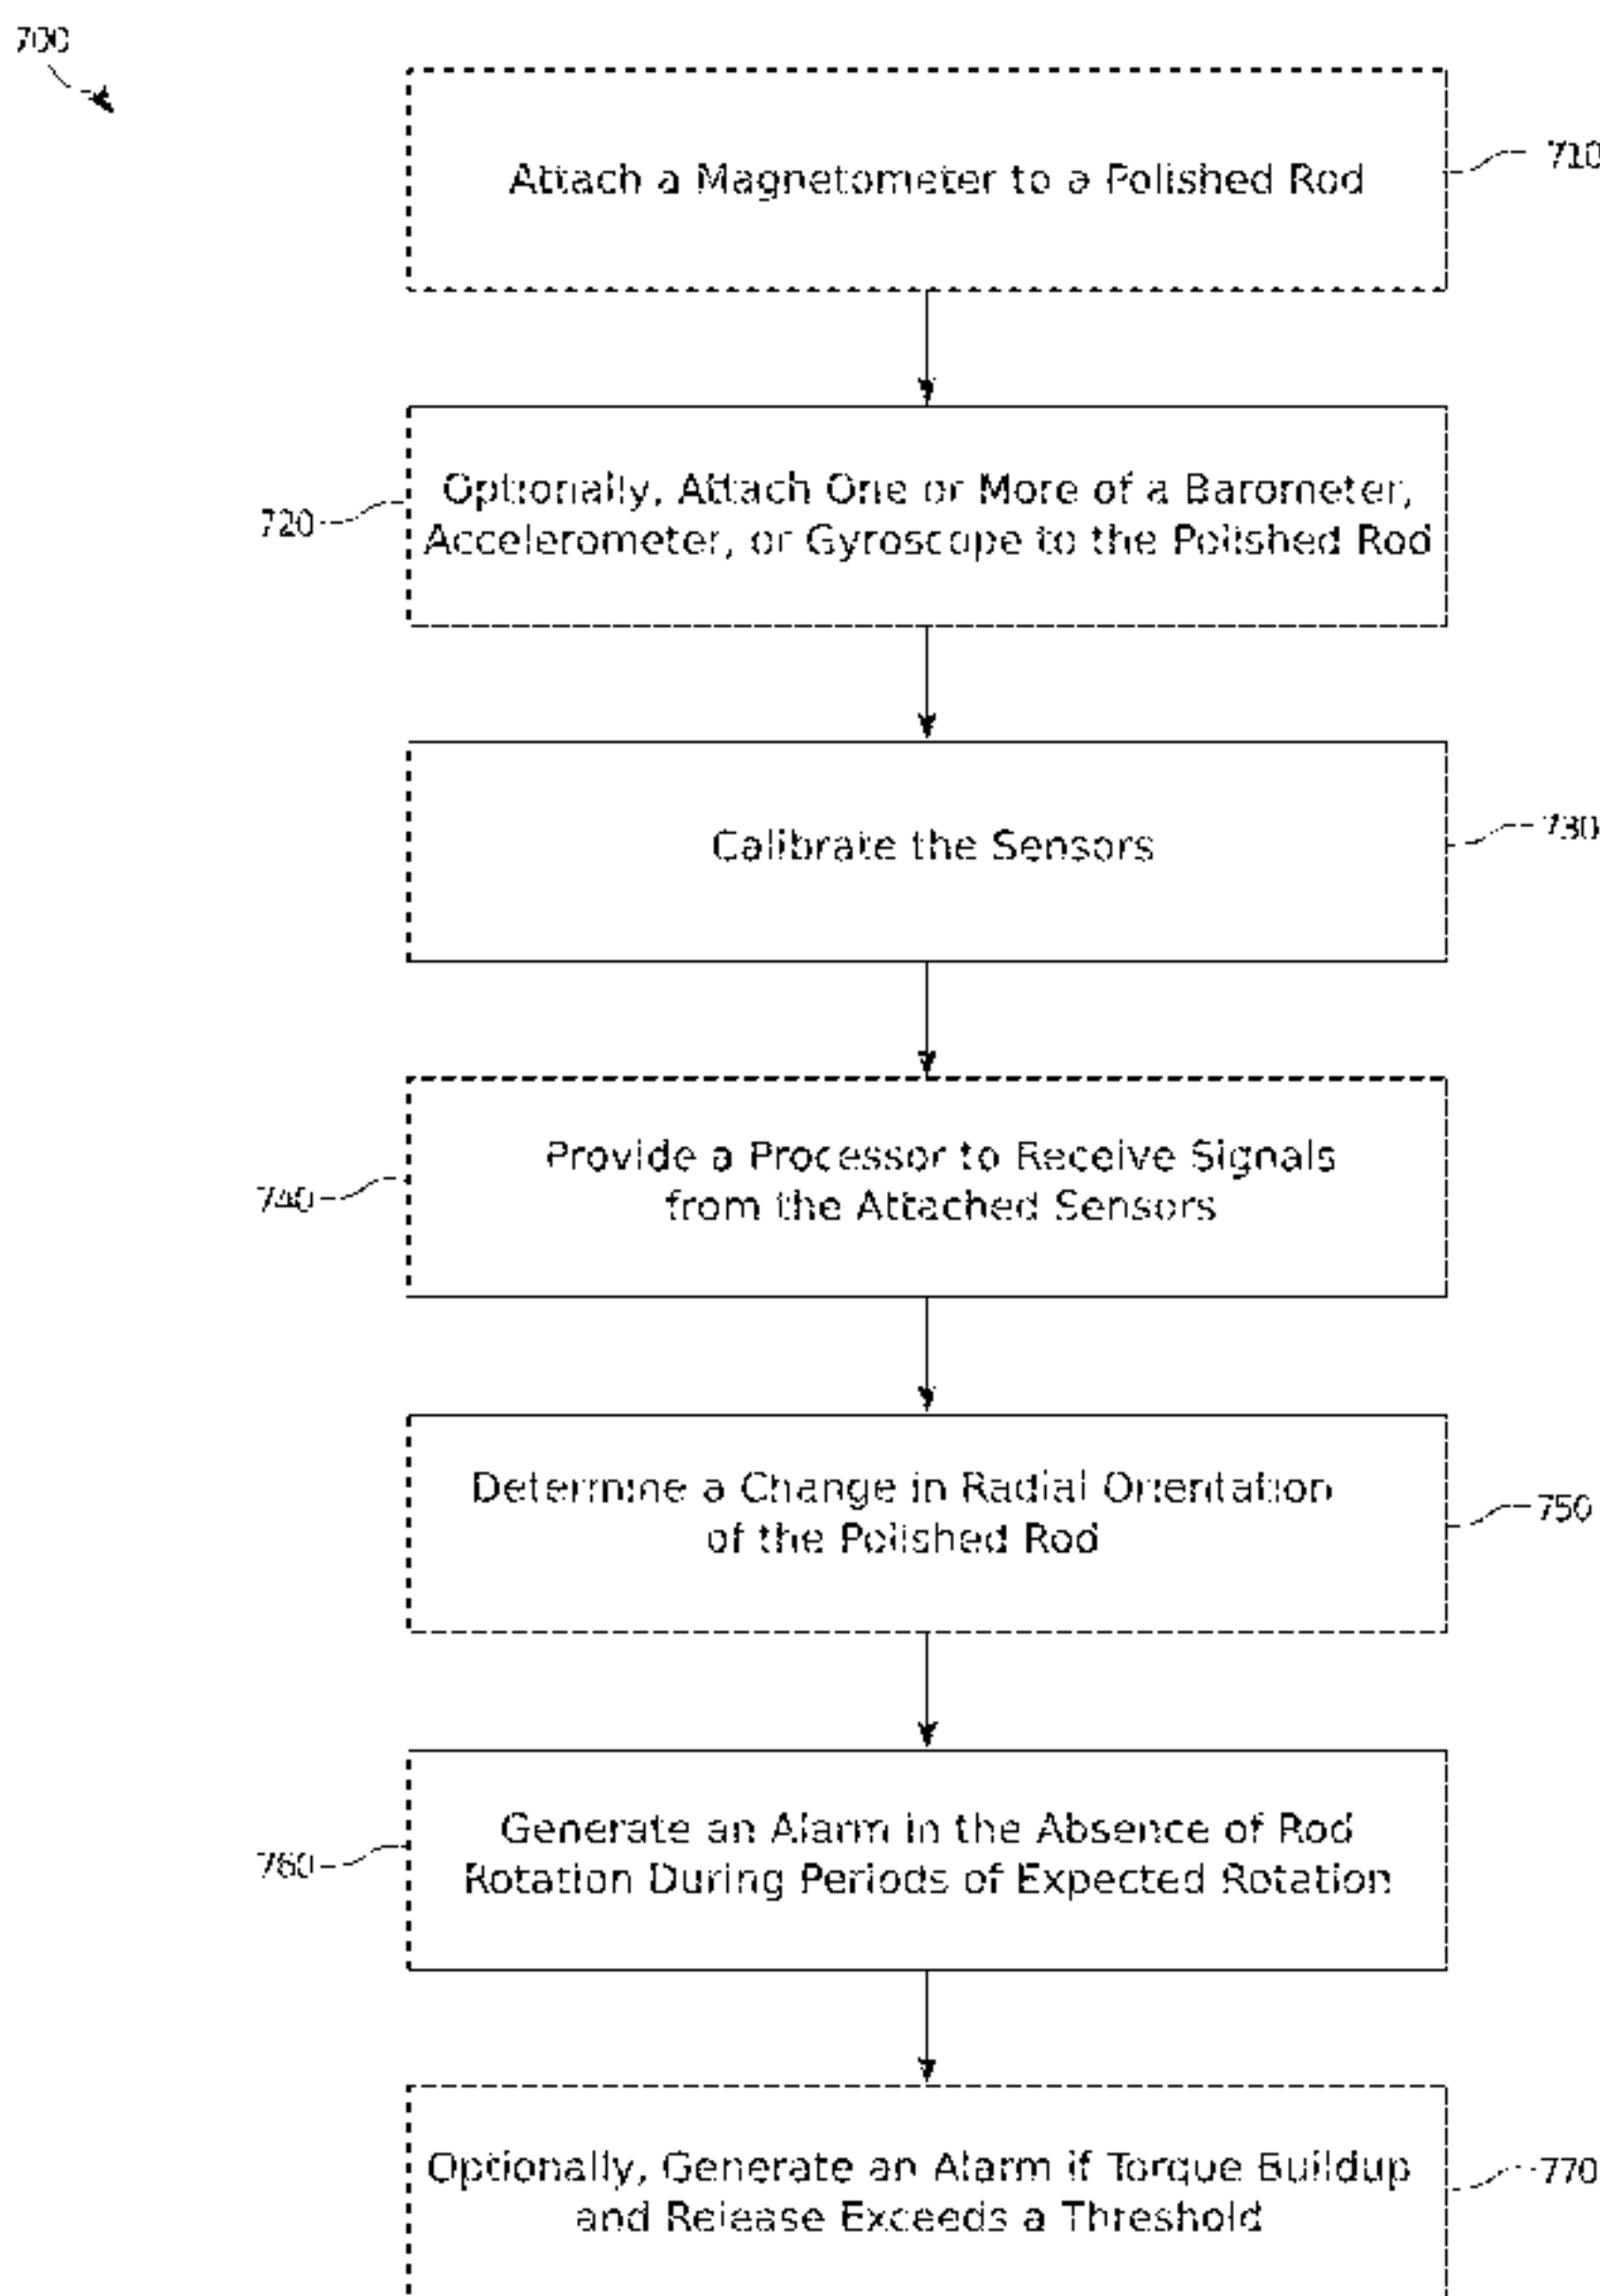 700
Attach a Magnetometer to a Polished Rod
710
Optionally, Attach One or More of a Barometer,
Accelerometer, or Gyroscope to the Polished Rod
720
Calibrate the Sensors
730
Provide a Processor to Receive Signals
from the Attached Sensors
740
Determine a Change in Radial Orientation
of the Polished Rod
750
Generate an Alarm in the Absence of Rod
Rotation During Periods of Expected Rotation
760
Optionally, Generate an Alarm if Torque Buildup
and Release Exceeds a Threshold
770